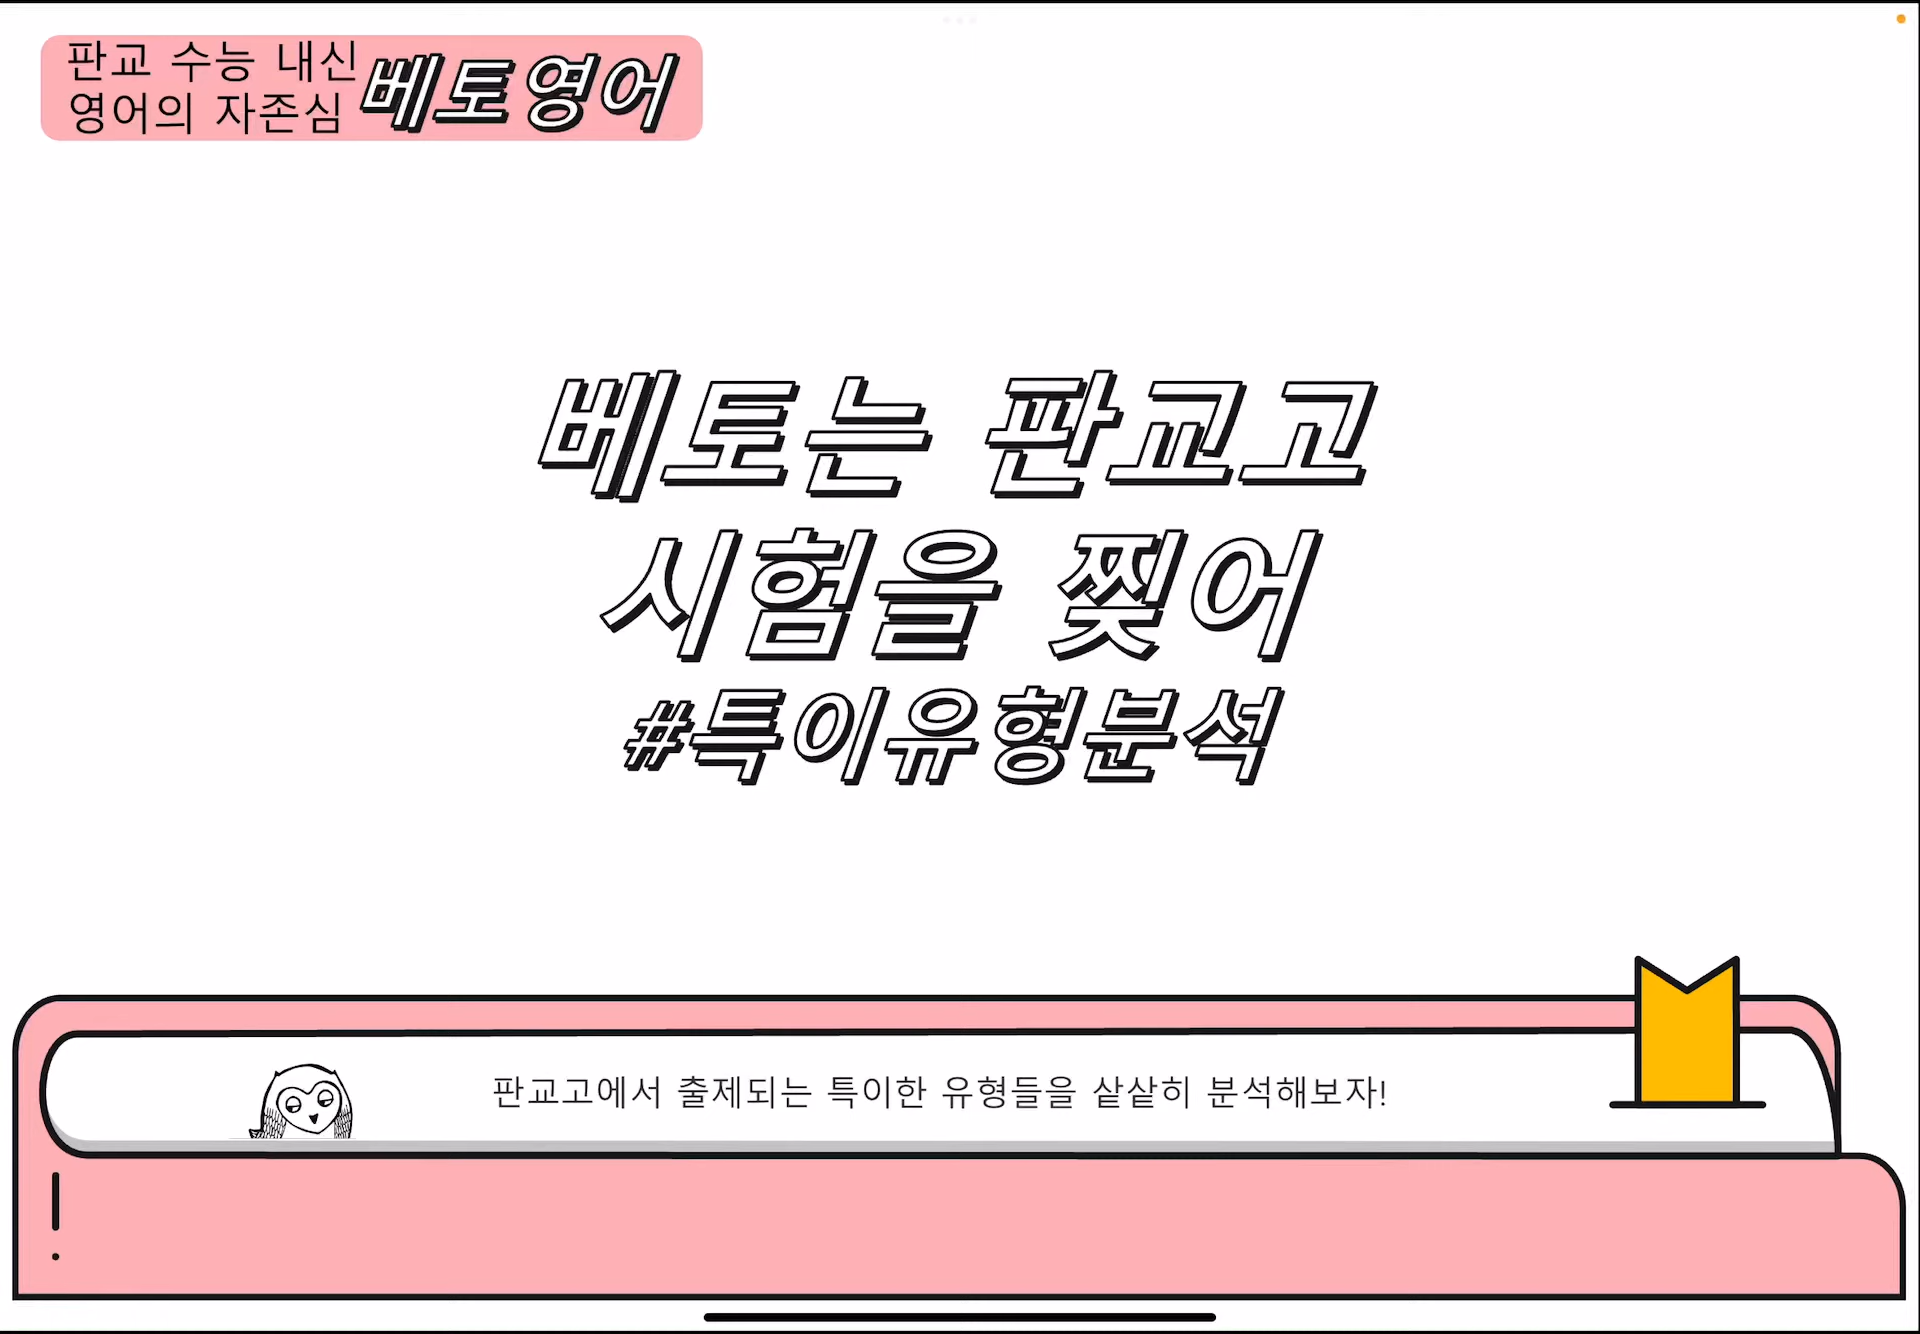 판교 수능 내신
영어의 자존심
베토영어
베토는 판교고
시험을 찢어
#특이유형분석
판교고에서 출제되는 특이한 유형들을 샅샅히 분석해보자!